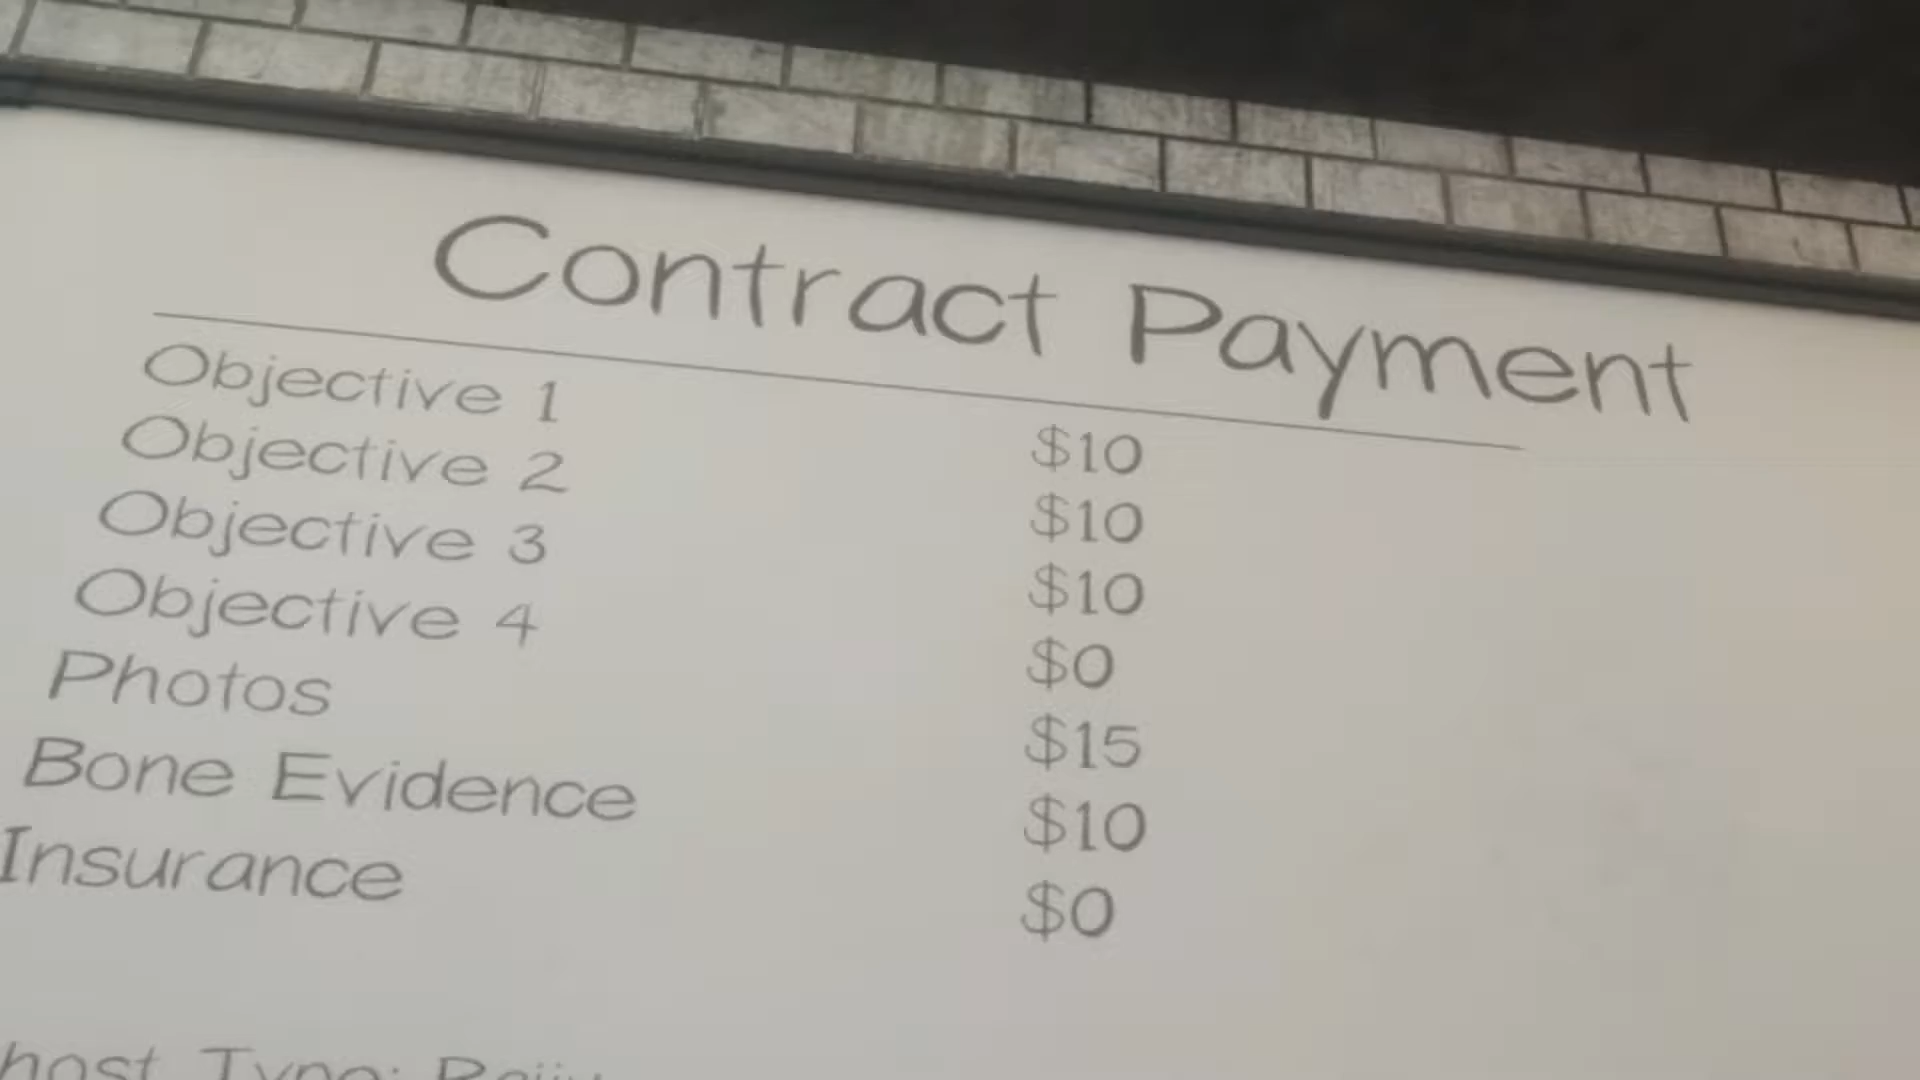 Contract Payment
Objective 1 $10
Objective 2 $10
Objective 3 $10
Objective 4 $0
Photos $15
Bone Evidence $10
Insurance $0